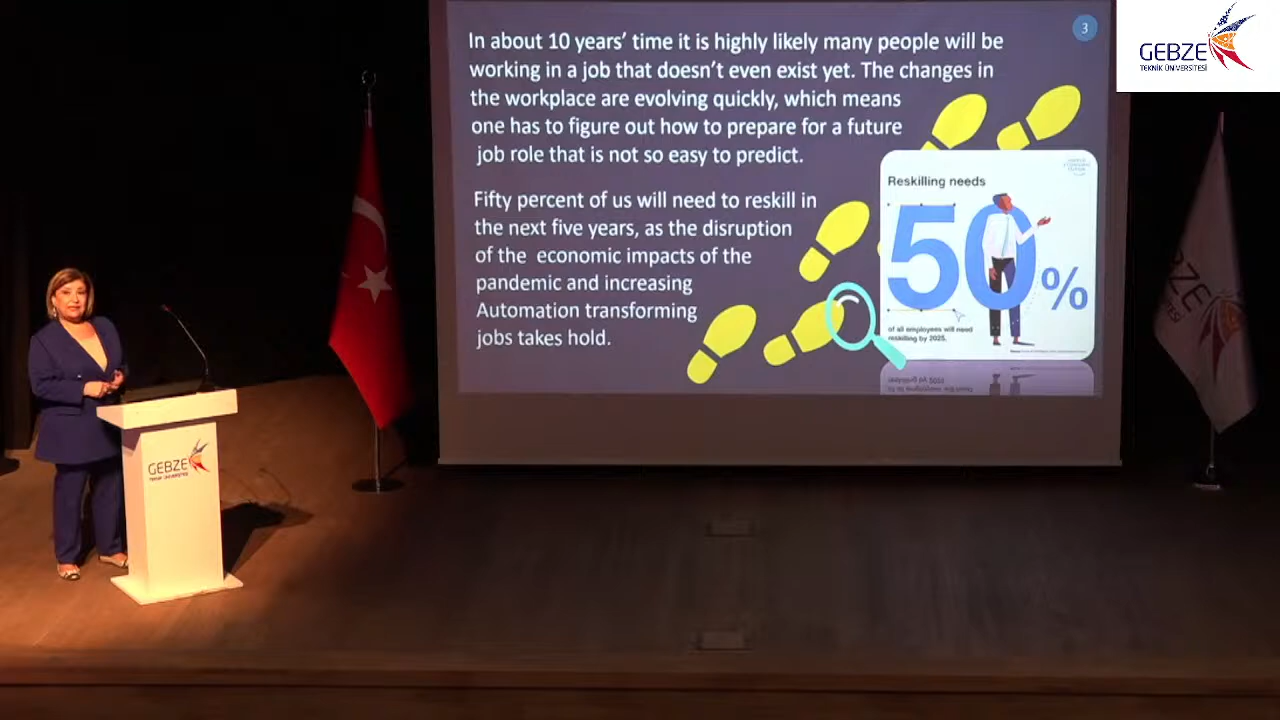 In about 10 years' time it is highly likely many people will be
working in a job that doesn't even exist yet. The changes in
the workplace are evolving quickly, which means
one has to figure out how to prepare for a future
job role that is not so easy to predict.
Fifty percent of us will need to reskill in
the next five years, as the disruption
of the economic impacts of the
pandemic and increasing
Automation transforming
jobs takes hold.
3
Reskilling needs
50%
of all employees will need
reskilling by 2025.
GEBZE
TEKNİK ÜNİVERSİTESİ
GEBZE
TEKNİK ÜNİVERSİTESİ